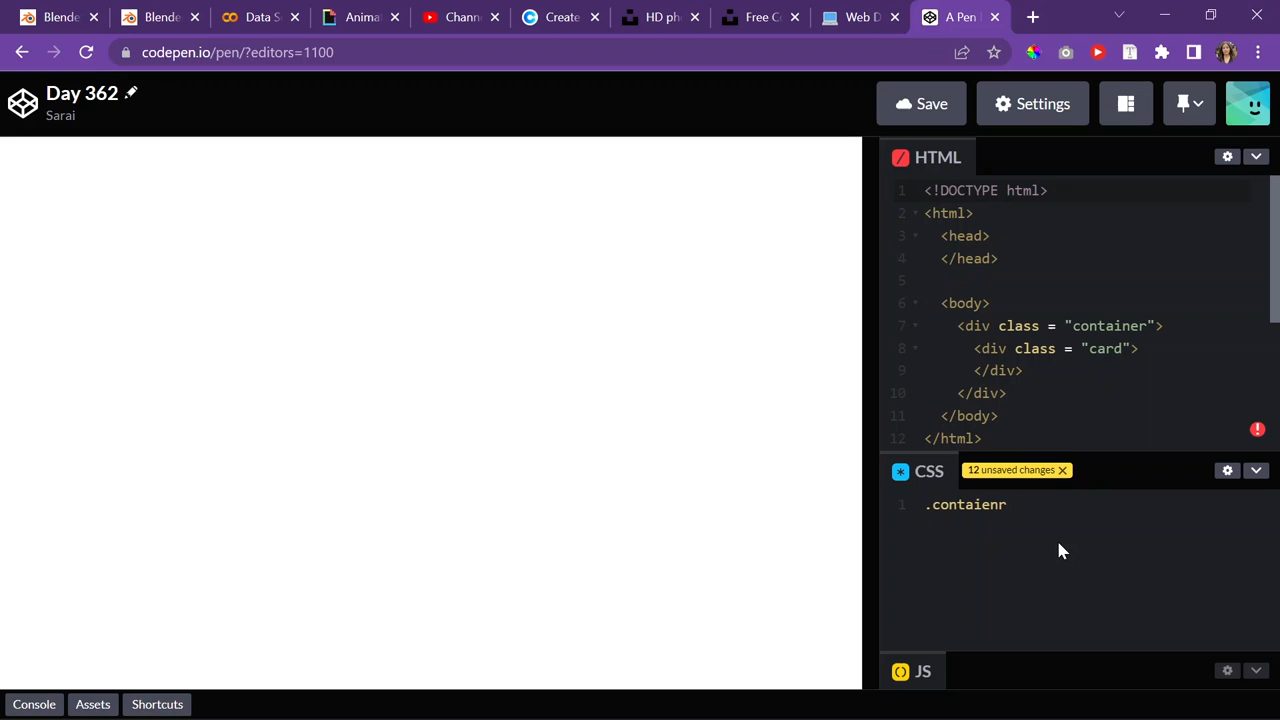 Blende
Blende
Data S
Animal
Chann
Create
HD ph
Free C
Web D
A Pen
codepen.io/pen/?editors=1100
Day 362
Sarai
Save
Settings
HTML
1 <!DOCTYPE html>
2 <html>
3 <head>
4 </head>
5
6 <body>
7 <div class = "container">
8 <div class = "card">
9 </div>
10 </div>
11 </body>
12 </html>
CSS
12 unsaved changes
1 .contaienr
JS
Console
Assets
Shortcuts